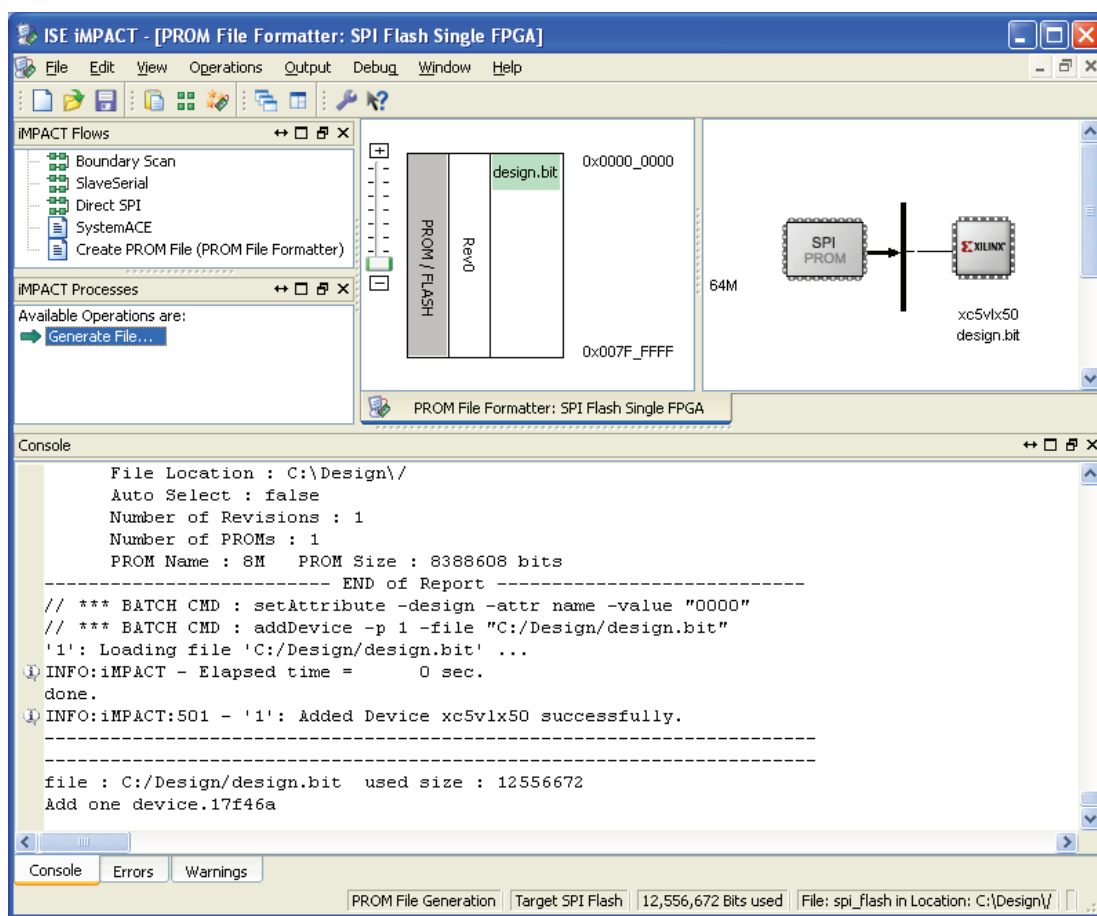 ISE iMPACT - [PROM File Formatter: SPI Flash Single FPGA]
File Edit View Operations Output Debug Window Help
iMPACT Flows
Boundary Scan
SlaveSerial
Direct SPI
SystemACE
Create PROM File (PROM File Formatter)
iMPACT Processes
Available Operations are:
Generate File...
PROM / FLASH
Rev0
design.bit
0x0000_0000
0x007F_FFFF
64M
SPI
PROM
XILINX
xc5vlx50
design.bit
PROM File Formatter: SPI Flash Single FPGA
Console
File Location : C:\Design\/
Auto Select : false
Number of Revisions : 1
Number of PROMs : 1
PROM Name : 8M PROM Size : 8388608 bits
---------------------------- END of Report ----------------------------
// *** BATCH CMD : setAttribute -design -attr name -value "0000"
// *** BATCH CMD : addDevice -p 1 -file "C:/Design/design.bit"
'1': Loading file 'C:/Design/design.bit' ...
INFO:iMPACT - Elapsed time = 0 sec.
done.
INFO:iMPACT:501 - '1': Added Device xc5vlx50 successfully.
----------------------------------------------------------------------
----------------------------------------------------------------------
file : C:/Design/design.bit used size : 12556672
Add one device.17f46a
Console Errors Warnings
PROM File Generation Target SPI Flash 12,556,672 Bits used File: spi_flash in Location: C:\Design\/